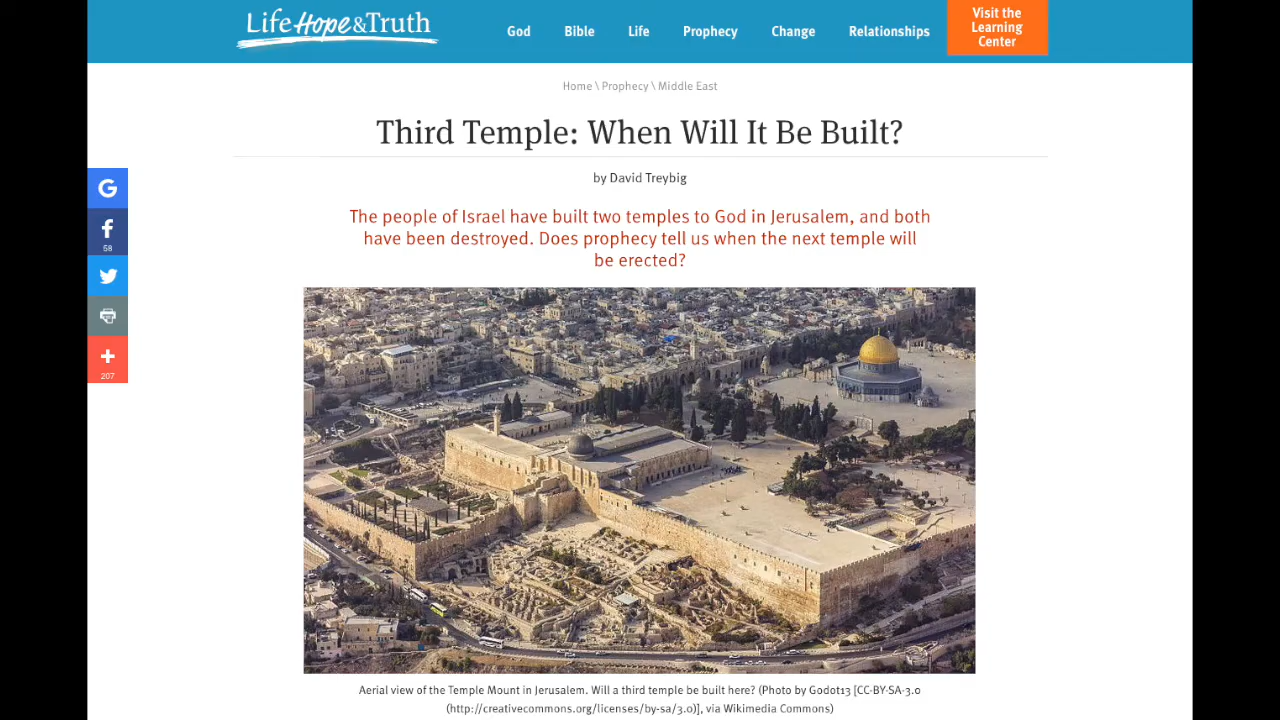 Life Hope & Truth
God
Bible
Life
Prophecy
Change
Relationships
Visit the
Learning
Center
Home \ Prophecy \ Middle East
Third Temple: When Will It Be Built?
by David Treybig
The people of Israel have built two temples to God in Jerusalem, and both
have been destroyed. Does prophecy tell us when the next temple will
be erected?
G
f
58
+
207
Aerial view of the Temple Mount in Jerusalem. Will a third temple be built here? (Photo by Godot13 [CC-BY-SA-3.0
(http://creativecommons.org/licenses/by-sa/3.0)], via Wikimedia Commons)